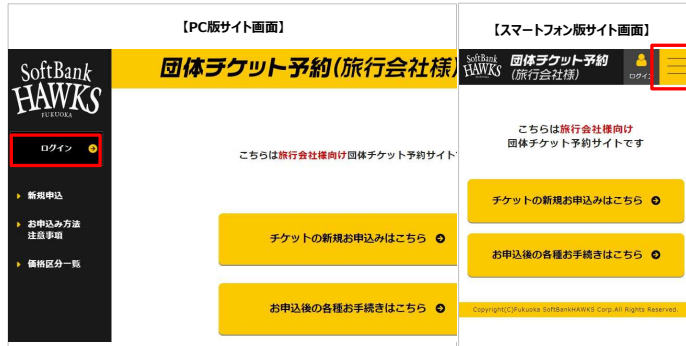 【PC版サイト画面】
SoftBank
HAWKS
FUKUOKA
ログイン
新規申込
お申込み方法
注意事項
価格区分一覧
団体チケット予約(旅行会社様)
こちらは旅行会社様向け団体チケット予約サイト
チケットの新規お申込みはこちら
お申込後の各種お手続きはこちら
【スマートフォン版サイト画面】
SoftBank
HAWKS
団体チケット予約
(旅行会社様)
ログイン
こちらは旅行会社様向け
団体チケット予約サイトです
チケットの新規お申込みはこちら
お申込後の各種お手続きはこちら
Copyright(C)Fukuoka SoftBankHAWKS Corp.All Rights Reserved.